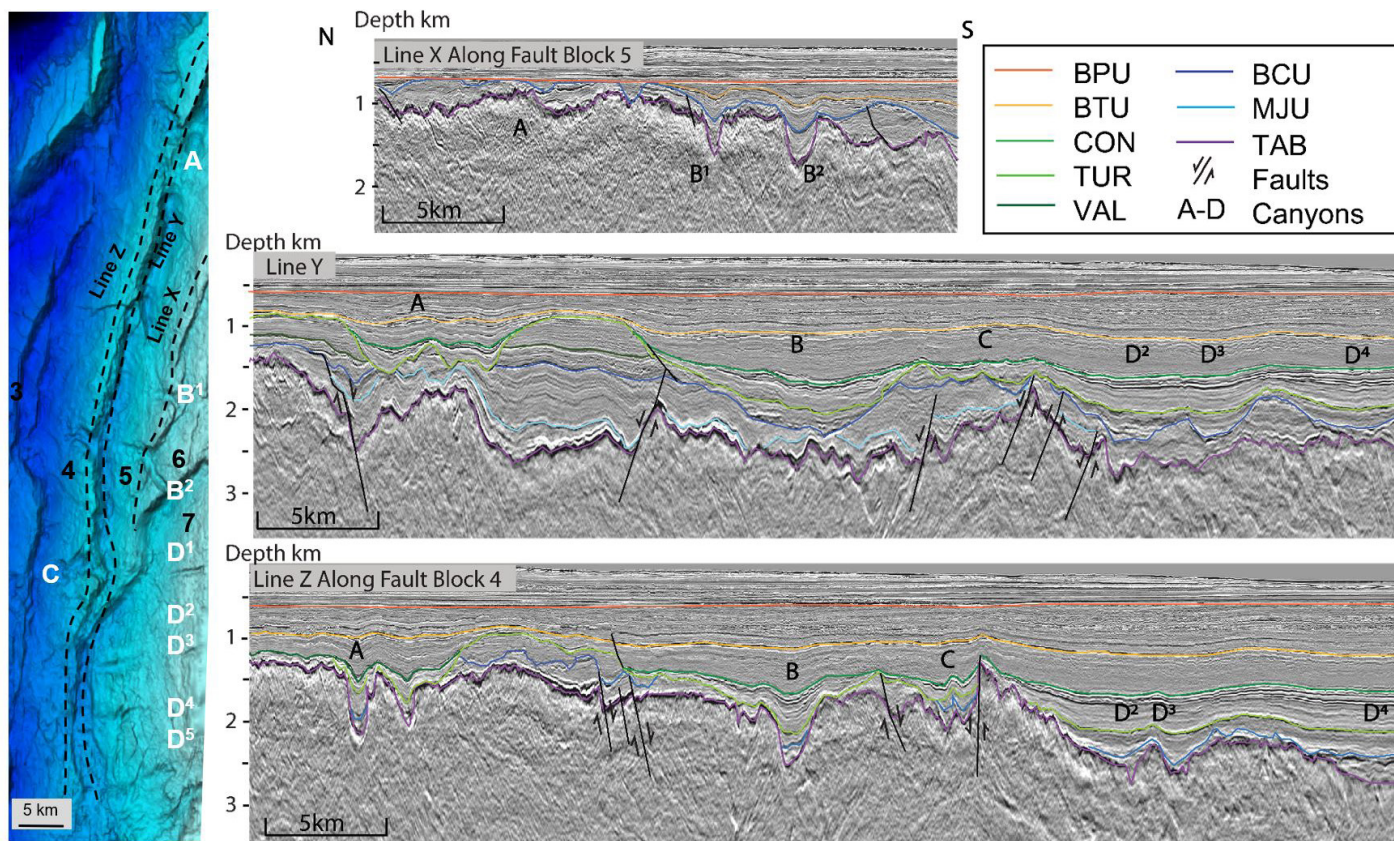 A
Line Z
Line Y
Line X
3
B1
4
5
6
B2
7
D1
C
D2
D3
D4
D5
5 km
N
Depth km
S
Line X Along Fault Block 5
1
2
A
B1
B2
5km
BPU
BTU
CON
TUR
VAL
BCU
MJU
TAB
Faults
A-D
Canyons
Depth km
Line Y
1
2
3
A
B
C
D2
D3
D4
5km
Depth km
Line Z Along Fault Block 4
1
2
3
A
B
C
D2
D3
D4
5km